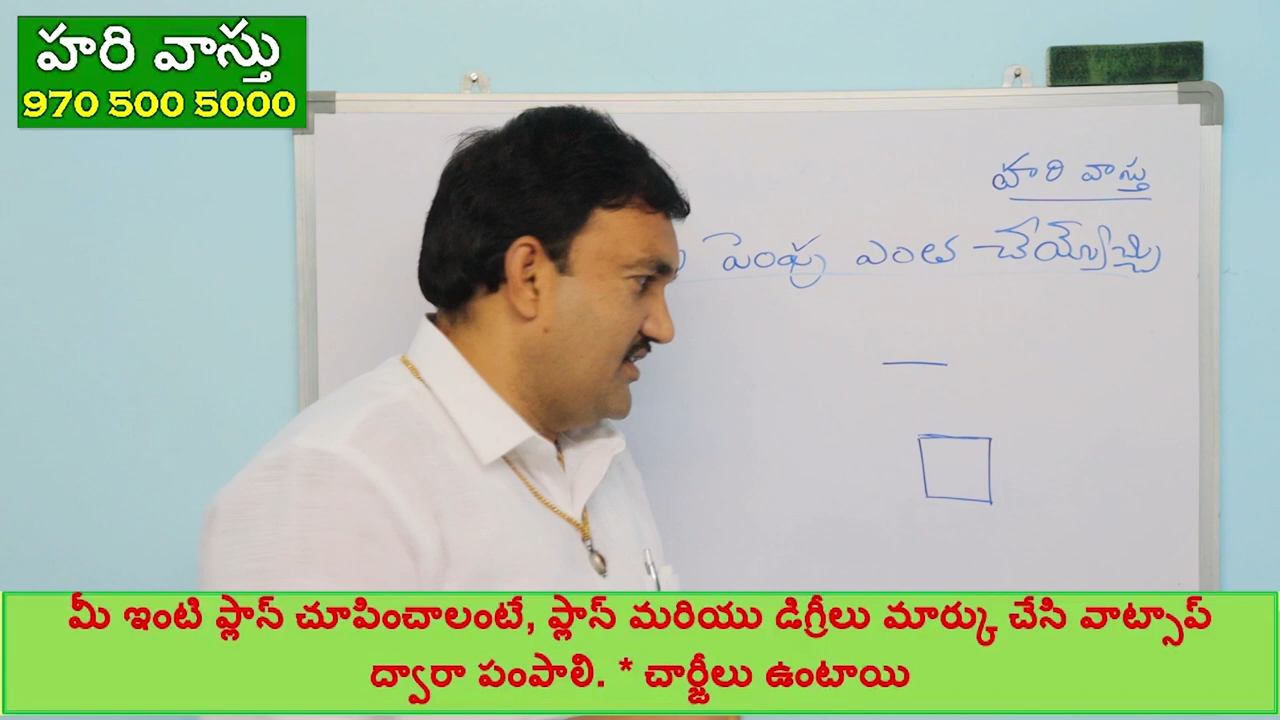 హరి వాస్తు
970 500 5000
హరి వాస్తు
పెంపు ఎంత చేయ్యొచ్చు
మీ ఇంటి ప్లాన్ చూపించాలంటే, ప్లాన్ మరియు డిగ్రీలు మార్కు చేసి వాట్సాప్
ద్వారా పంపాలి. * చార్జీలు ఉంటాయి